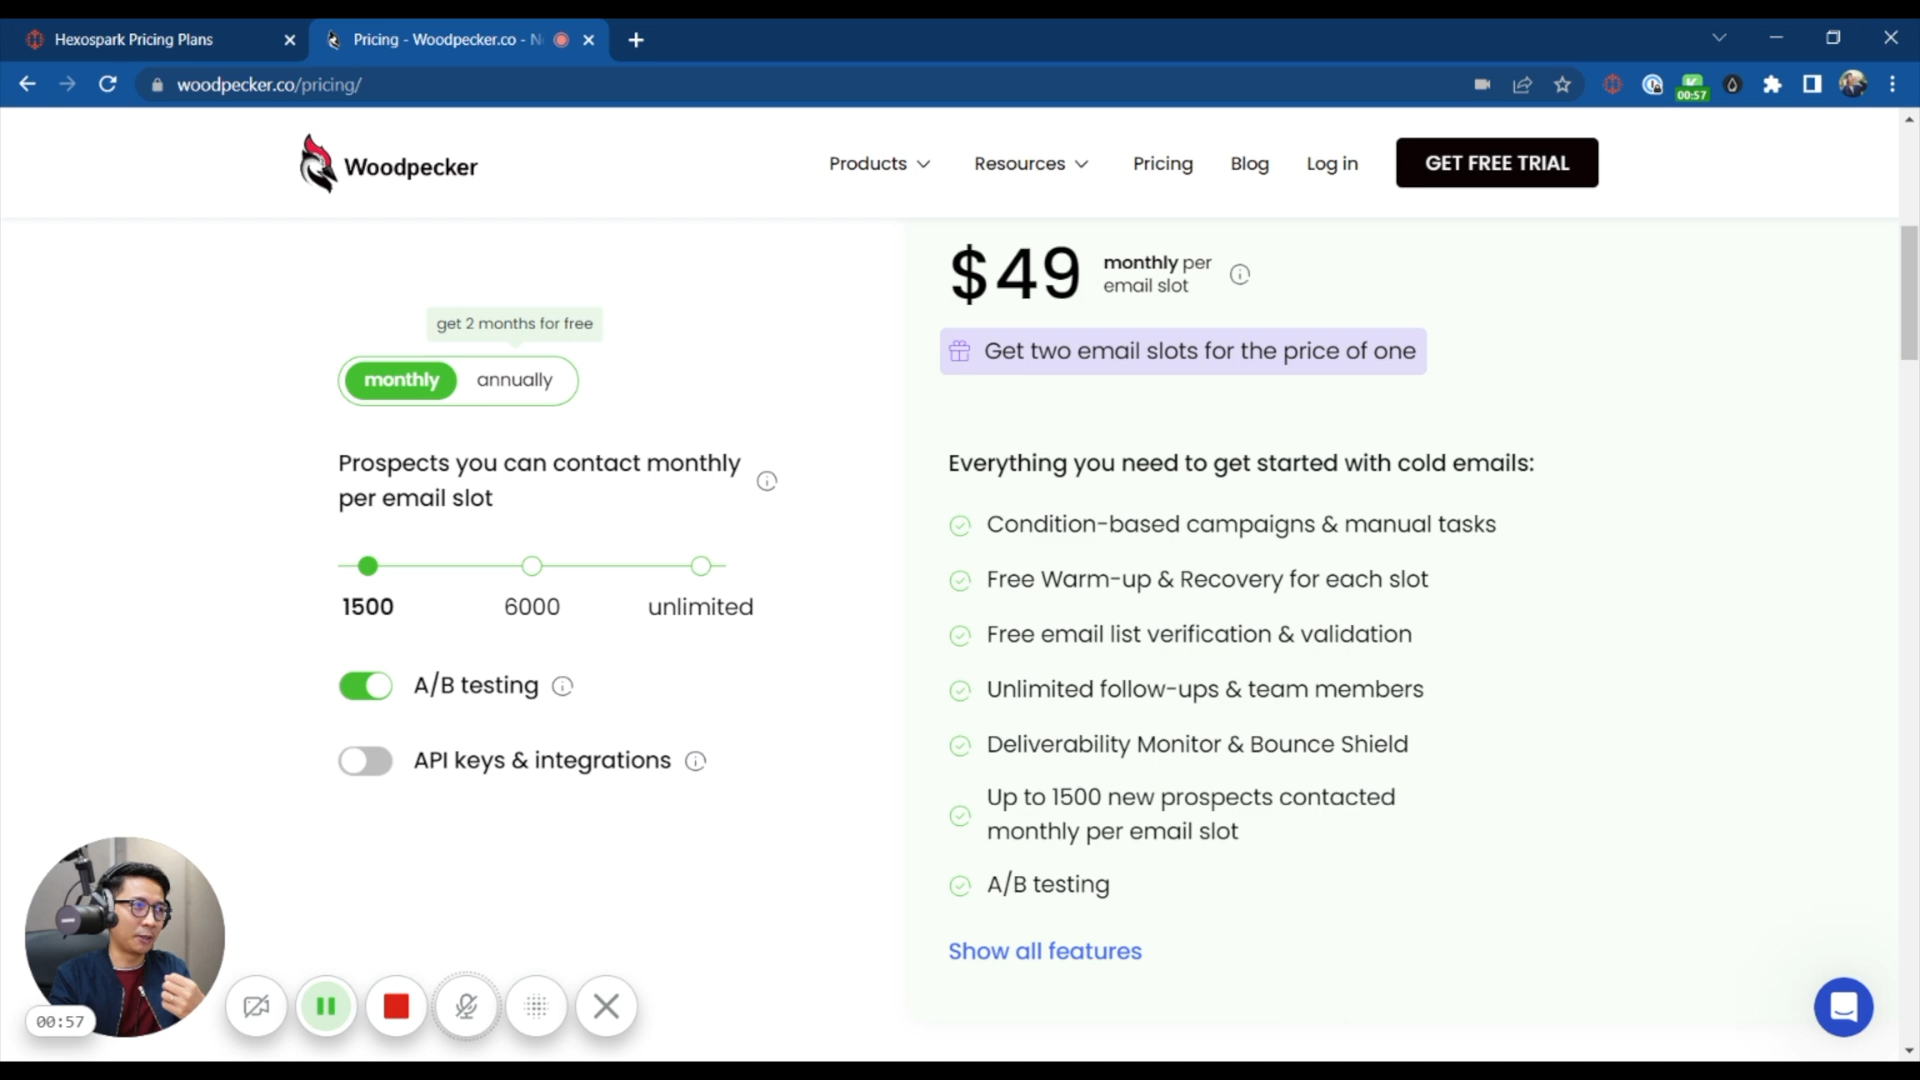 Hexospark Pricing Plans
Pricing - Woodpecker.co - N
woodpecker.co/pricing/
00:57
Woodpecker
Products
Resources
Pricing
Blog
Log in
GET FREE TRIAL
$49
monthly per
email slot
get 2 months for free
Get two email slots for the price of one
monthly
annually
Prospects you can contact monthly
per email slot
Everything you need to get started with cold emails:
Condition-based campaigns & manual tasks
Free Warm-up & Recovery for each slot
1500
6000
unlimited
Free email list verification & validation
A/B testing
Unlimited follow-ups & team members
API keys & integrations
Deliverability Monitor & Bounce Shield
Up to 1500 new prospects contacted
monthly per email slot
A/B testing
Show all features
00:57